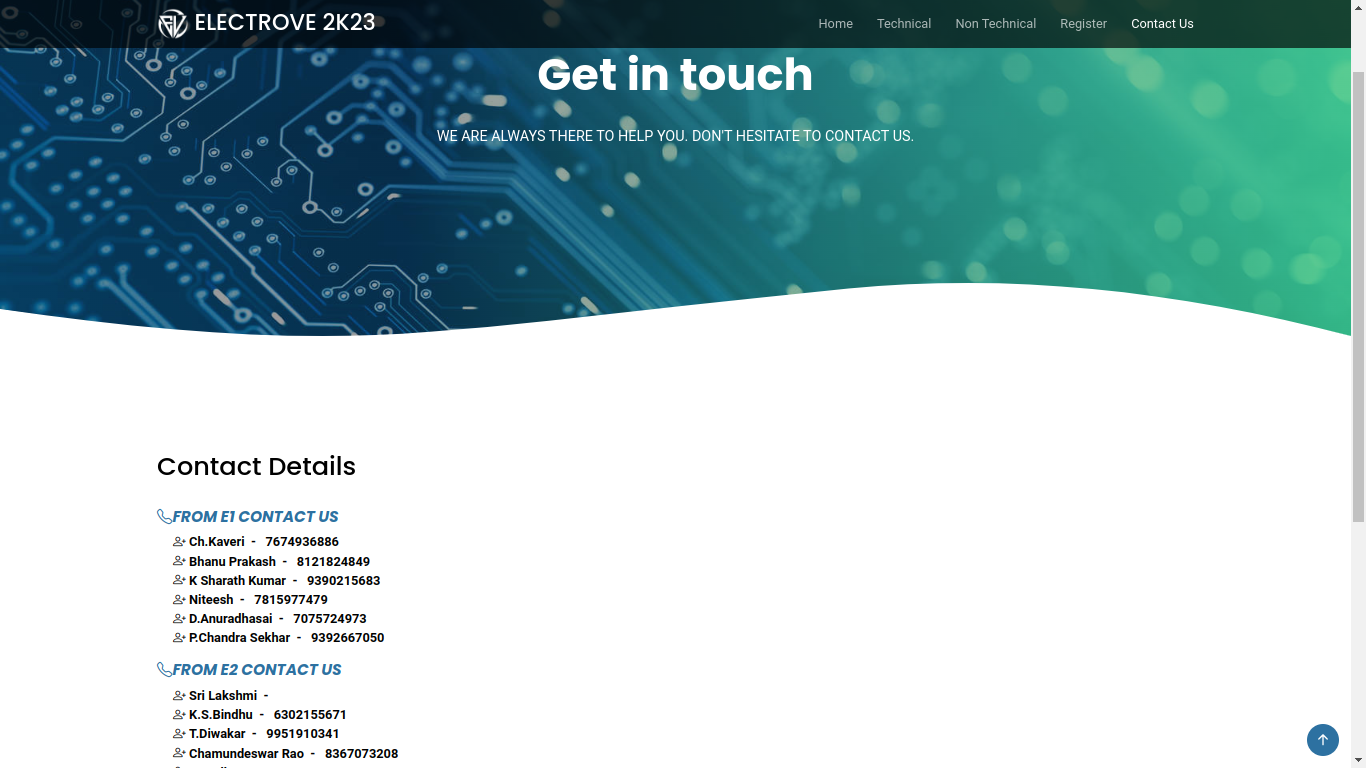 ELECTROVE 2K23
Home Technical Non Technical Register Contact Us
Get in touch
WE ARE ALWAYS THERE TO HELP YOU. DON'T HESITATE TO CONTACT US.
Contact Details
FROM E1 CONTACT US
Ch.Kaveri - 7674936886
Bhanu Prakash - 8121824849
K Sharath Kumar - 9390215683
Niteesh - 7815977479
D.Anuradhasai - 7075724973
P.Chandra Sekhar - 9392667050
FROM E2 CONTACT US
Sri Lakshmi -
K.S.Bindhu - 6302155671
T.Diwakar - 9951910341
Chamundeswar Rao - 8367073208